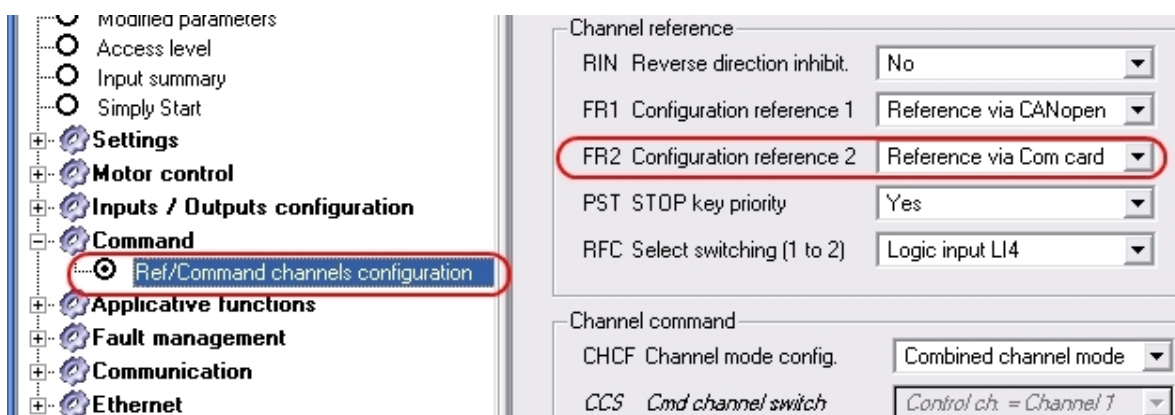 Modified parameters
Access level
Input summary
Simply Start
Settings
Motor control
Inputs / Outputs configuration
Command
Ref/Command channels configuration
Applicative functions
Fault management
Communication
Ethernet
Channel reference
RIN Reverse direction inhibit. No
FR1 Configuration reference 1 Reference via CANopen
FR2 Configuration reference 2 Reference via Com card
PST STOP key priority Yes
RFC Select switching (1 to 2) Logic input LI4
Channel command
CHCF Channel mode config. Combined channel mode
CCS Cmd channel switch Control ch. = Channel 1